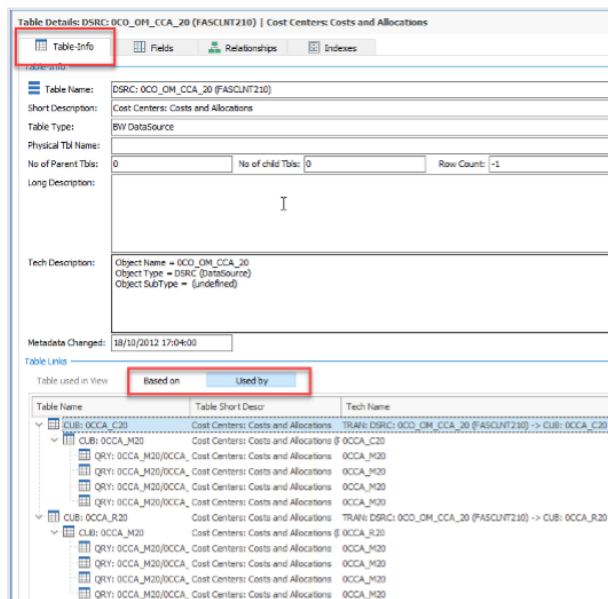 Table Details: DSRC: 0CO_OM_CCA_20 (FASCLNT210) | Cost Centers: Costs and Allocations
Table-Info Fields Relationships Indexes
Table-Info
Table Name: DSRC: 0CO_OM_CCA_20 (FASCLNT210)
Short Description: Cost Centers: Costs and Allocations
Table Type: BW DataSource
Physical Tbl Name:
No of Parent Tbls: 0 No of child Tbls: 0 Row Count: -1
Long Description:
Tech Description: Object Name = 0CO_OM_CCA_20
Object Type = DSRC (DataSource)
Object SubType = (undefined)
Metadata Changed: 18/10/2012 17:04:00
Table Links
Table used in View Based on Used by
Table Name Table Short Descr Tech Name
CUB: 0CCA_C20 Cost Centers: Costs and Allocations TRAN: DSRC: 0CO_OM_CCA_20 (FASCLNT210) -> CUB: 0CCA_C20
CUB: 0CCA_M20 Cost Centers: Costs and Allocations (F 0CCA_C20
QRY: 0CCA_M20/0CCA_ Cost Centers: Costs and Allocations 0CCA_M20
QRY: 0CCA_M20/0CCA_ Cost Centers: Costs and Allocations 0CCA_M20
QRY: 0CCA_M20/0CCA_ Cost Centers: Costs and Allocations 0CCA_M20
QRY: 0CCA_M20/0CCA_ Cost Centers: Costs and Allocations 0CCA_M20
CUB: 0CCA_R20 Cost Centers: Costs and Allocations TRAN: DSRC: 0CO_OM_CCA_20 (FASCLNT210) -> CUB: 0CCA_R20
CUB: 0CCA_M20 Cost Centers: Costs and Allocations (F 0CCA_R20
QRY: 0CCA_M20/0CCA_ Cost Centers: Costs and Allocations 0CCA_M20
QRY: 0CCA_M20/0CCA_ Cost Centers: Costs and Allocations 0CCA_M20
QRY: 0CCA_M20/0CCA_ Cost Centers: Costs and Allocations 0CCA_M20
QRY: 0CCA_M20/0CCA_ Cost Centers: Costs and Allocations 0CCA_M20